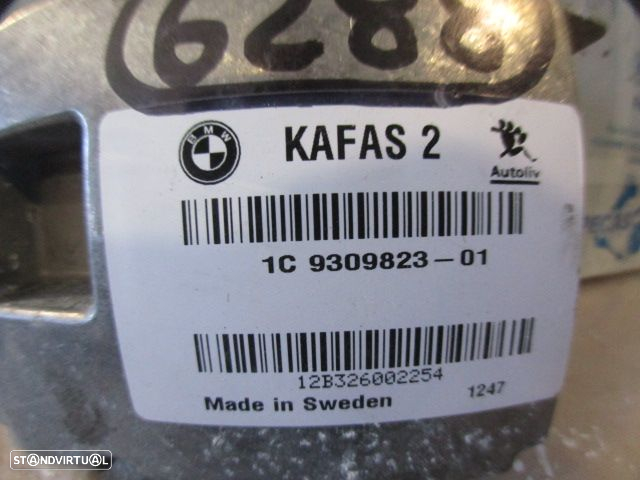 6288
BMW
KAFAS 2
Autoliv
1C 9309823-01
12B326002254
Made in Sweden
1247
STANDVIRTUAL